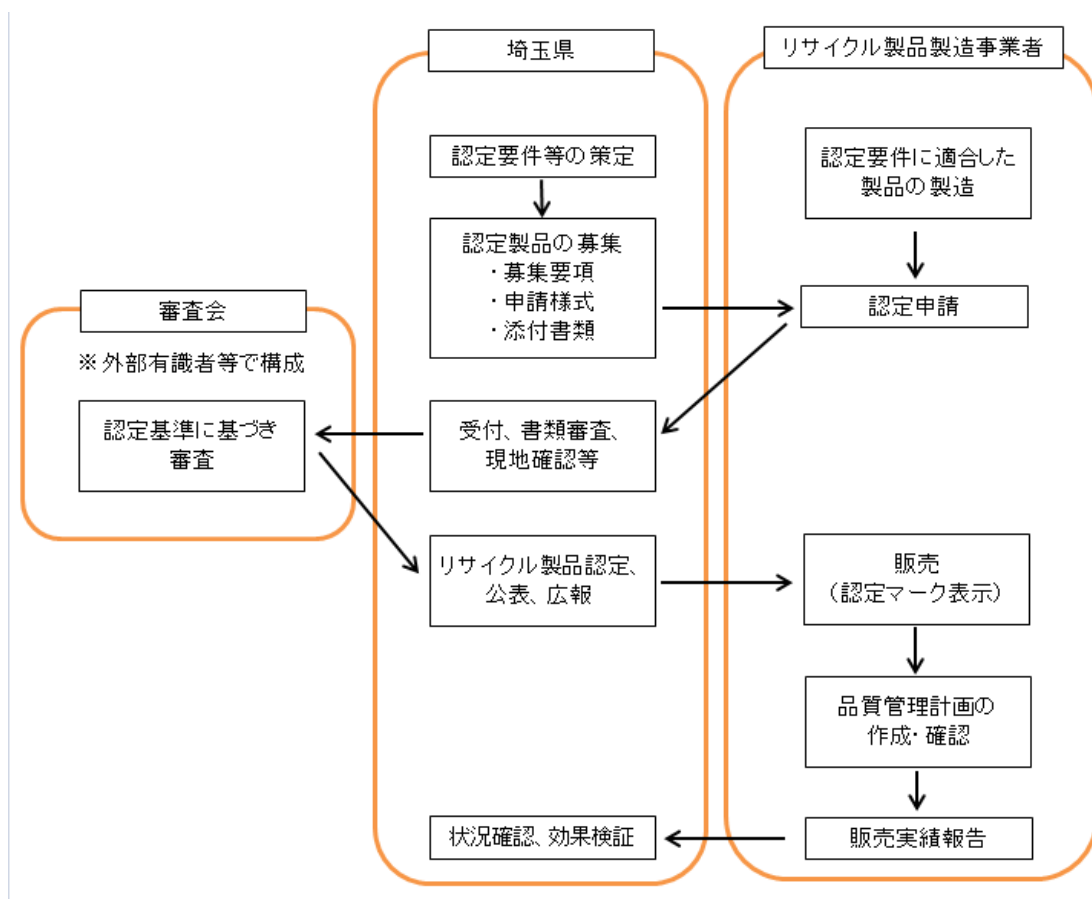 埼玉県
リサイクル製品製造事業者
認定要件等の策定
認定要件に適合した
製品の製造
認定製品の募集
・募集要項
・申請様式
・添付書類
認定申請
審査会
※外部有識者等で構成
認定基準に基づき
審査
受付、書類審査、
現地確認等
リサイクル製品認定、
公表、広報
販売
（認定マーク表示）
品質管理計画の
作成・確認
状況確認、効果検証
販売実績報告